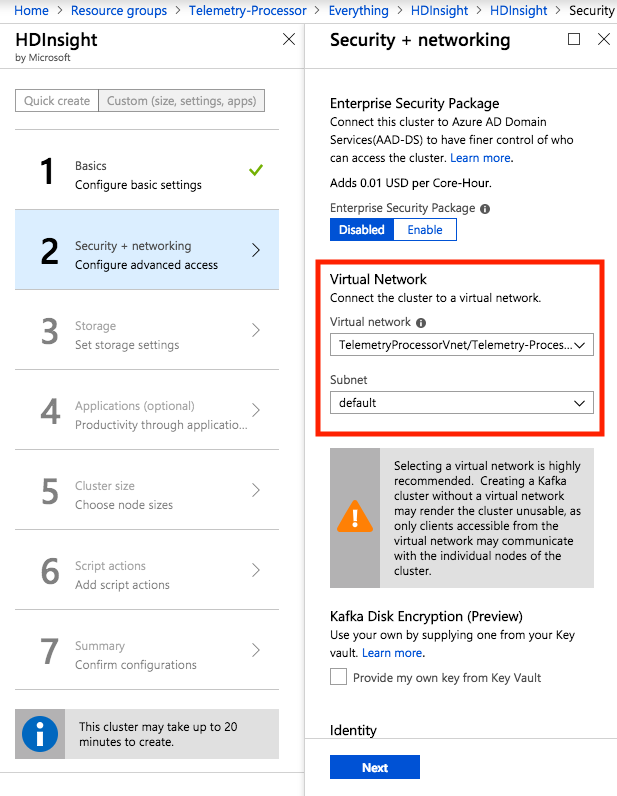 Home > Resource groups > Telemetry-Processor > Everything > HDInsight > HDInsight > Security
HDInsight
by Microsoft
Quick create
Custom (size, settings, apps)
1
Basics
Configure basic settings
2
Security + networking
Configure advanced access
3
Storage
Set storage settings
4
Applications (optional)
Productivity through applicatio...
5
Cluster size
Choose node sizes
6
Script actions
Add script actions
7
Summary
Confirm configurations
This cluster may take up to 20
minutes to create.
Security + networking
Enterprise Security Package
Connect this cluster to Azure AD Domain
Services(AAD-DS) to have finer control of who
can access the cluster. Learn more.
Adds 0.01 USD per Core-Hour.
Enterprise Security Package
Disabled
Enable
Virtual Network
Connect the cluster to a virtual network.
Virtual network
TelemetryProcessorVnet/Telemetry-Proces...
Subnet
default
Selecting a virtual network is highly
recommended. Creating a Kafka
cluster without a virtual network
may render the cluster unusable, as
only clients accessible from the
virtual network may communicate
with the individual nodes of the
cluster.
Kafka Disk Encryption (Preview)
Use your own by supplying one from your Key
vault. Learn more.
Provide my own key from Key Vault
Identity
Next